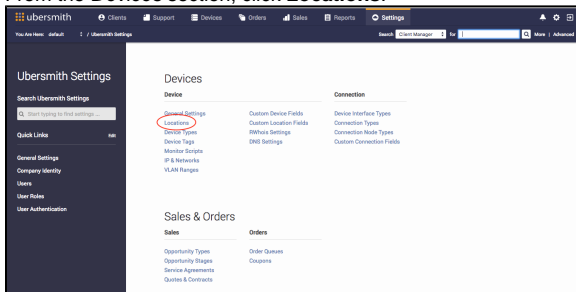 From the Devices section, click Locations.
ubersmith
Clients
Support
Devices
Orders
Sales
Reports
Settings
You Are Here: default / Ubersmith Settings
Search Client Manager for
More | Advanced
Ubersmith Settings
Search Ubersmith Settings
Start typing to find settings ...
Quick Links Edit
General Settings
Company Identity
Users
User Roles
User Authentication
Devices
Device
General Settings
Locations
Device Types
Device Tags
Monitor Scripts
IP & Networks
VLAN Ranges
Custom Device Fields
Custom Location Fields
RWhois Settings
DNS Settings
Connection
Device Interface Types
Connection Types
Connection Node Types
Custom Connection Fields
Sales & Orders
Sales
Opportunity Types
Opportunity Stages
Service Agreements
Quotes & Contracts
Orders
Order Queues
Coupons